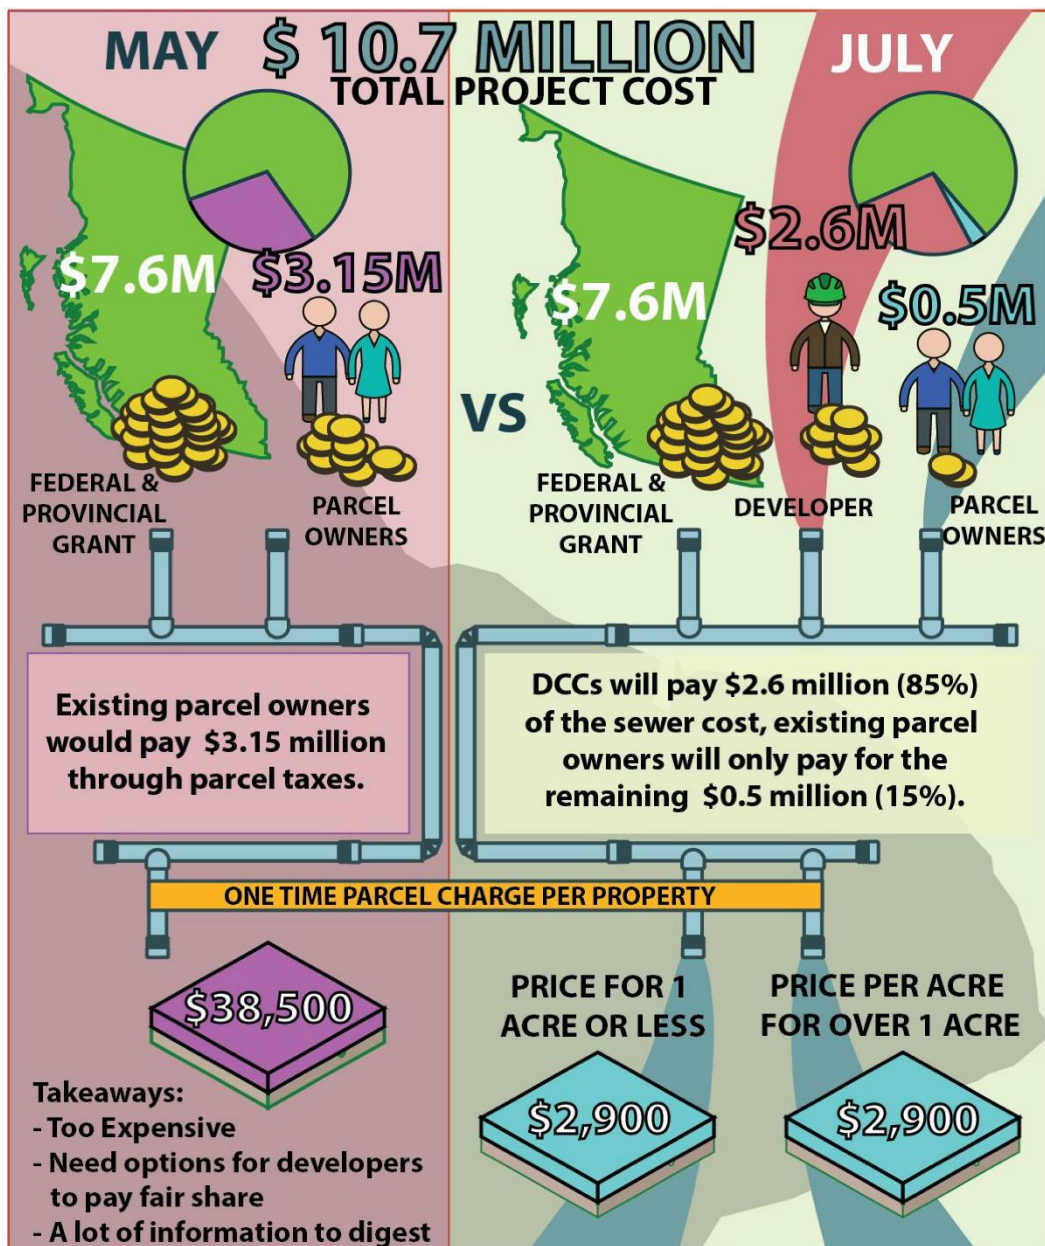 MAY
$ 10.7 MILLION
TOTAL PROJECT COST
JULY
$7.6M
$3.15M
FEDERAL &
PROVINCIAL
GRANT
PARCEL
OWNERS
VS
$7.6M
$2.6M
$0.5M
FEDERAL &
PROVINCIAL
GRANT
DEVELOPER
PARCEL
OWNERS
Existing parcel owners
would pay $3.15 million
through parcel taxes.
DCCs will pay $2.6 million (85%)
of the sewer cost, existing parcel
owners will only pay for the
remaining $0.5 million (15%).
ONE TIME PARCEL CHARGE PER PROPERTY
$38,500
Takeaways:
- Too Expensive
- Need options for developers
to pay fair share
- A lot of information to digest
PRICE FOR 1
ACRE OR LESS
$2,900
PRICE PER ACRE
FOR OVER 1 ACRE
$2,900